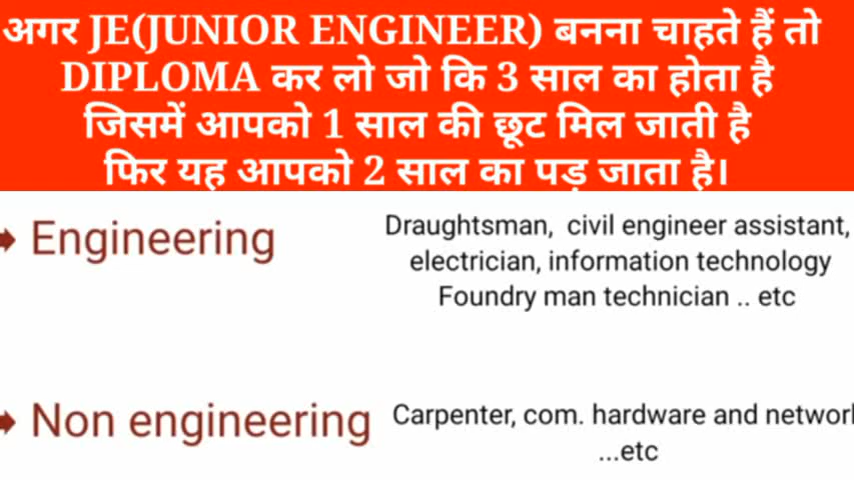 अगर JE(JUNIOR ENGINEER) बनना चाहते हैं तो
DIPLOMA कर लो जो कि 3 साल का होता है
जिसमें आपको 1 साल की छूट मिल जाती है
फिर यह आपको 2 साल का पड़ जाता है।
Engineering
Draughtsman, civil engineer assistant,
electrician, information technology
Foundry man technician .. etc
Non engineering
Carpenter, com. hardware and network
...etc